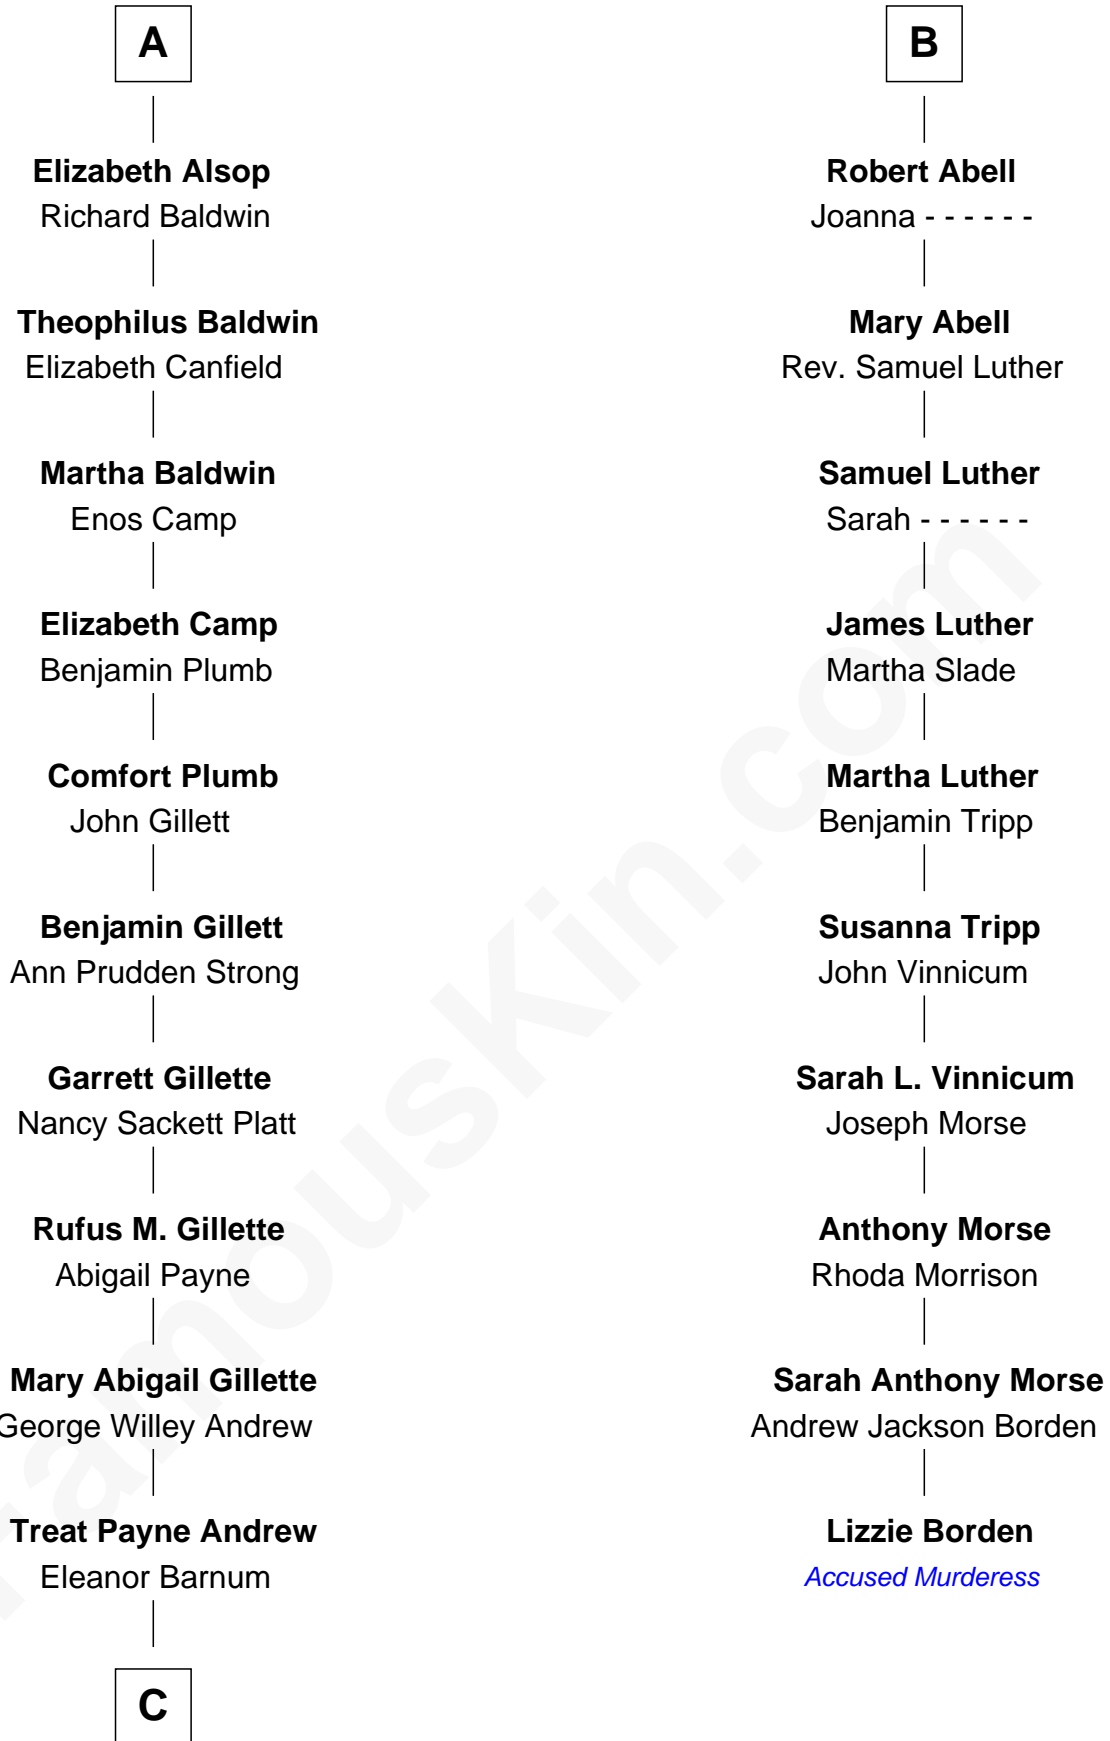 A
Elizabeth Alsop
Richard Baldwin
Theophilus Baldwin
Elizabeth Canfield
Martha Baldwin
Enos Camp
Elizabeth Camp
Benjamin Plumb
Comfort Plumb
John Gillett
Benjamin Gillett
Ann Prudden Strong
Garrett Gillette
Nancy Sackett Platt
Rufus M. Gillette
Abigail Payne
Mary Abigail Gillette
George Willey Andrew
Treat Payne Andrew
Eleanor Barnum
C
B
Robert Abell
Joanna - - - - - -
Mary Abell
Rev. Samuel Luther
Samuel Luther
Sarah - - - - - -
James Luther
Martha Slade
Martha Luther
Benjamin Tripp
Susanna Tripp
John Vinnicum
Sarah L. Vinnicum
Joseph Morse
Anthony Morse
Rhoda Morrison
Sarah Anthony Morse
Andrew Jackson Borden
Lizzie Borden
Accused Murderess
FamousKin.com